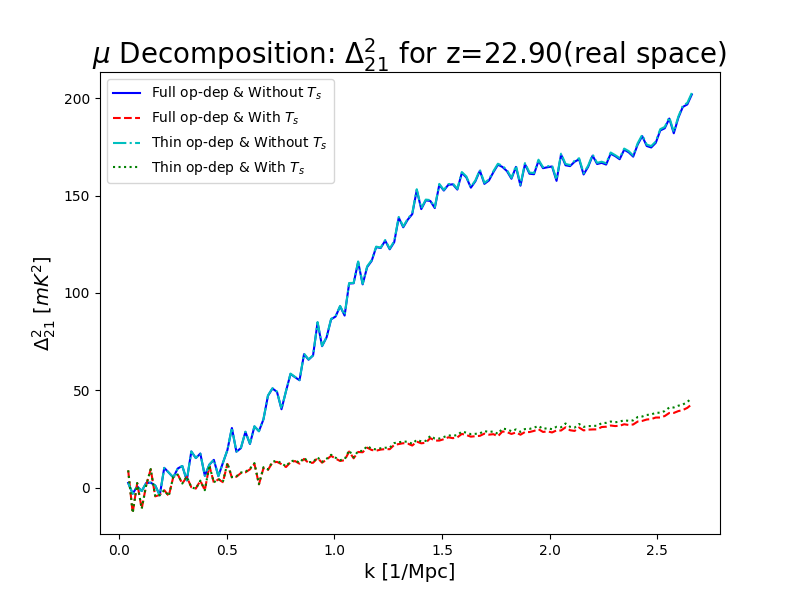 μ Decomposition: Δ²₂₁ for z=22.90(real space)
Full op-dep & Without Tₛ
Full op-dep & With Tₛ
Thin op-dep & Without Tₛ
Thin op-dep & With Tₛ
Δ²₂₁ [mK²]
200
150
100
50
0
0.0 0.5 1.0 1.5 2.0 2.5
k [1/Mpc]